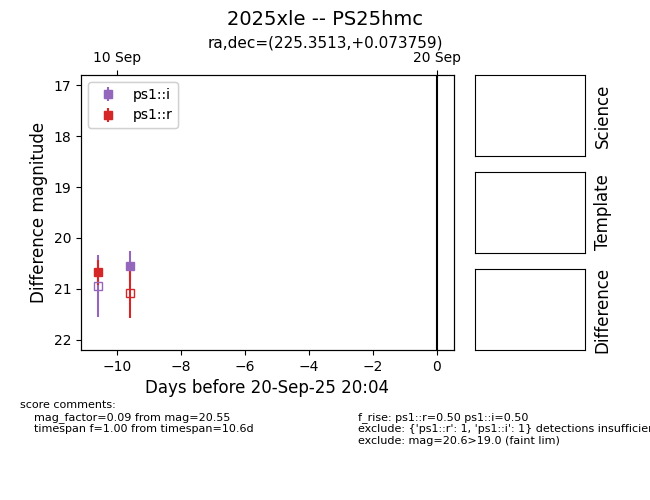 2025xle -- PS25hmc
ra,dec=(225.3513,+0.073759)
10 Sep
20 Sep
ps1::i
ps1::r
17
18
19
20
21
22
Difference magnitude
−10
−8
−6
−4
−2
0
Days before 20-Sep-25 20:04
Science
Template
Difference
score comments:
mag_factor=0.09 from mag=20.55
timespan f=1.00 from timespan=10.6d
f_rise: ps1::r=0.50 ps1::i=0.50
exclude: {'ps1::r': 1, 'ps1::i': 1} detections insufficien
exclude: mag=20.6>19.0 (faint lim)